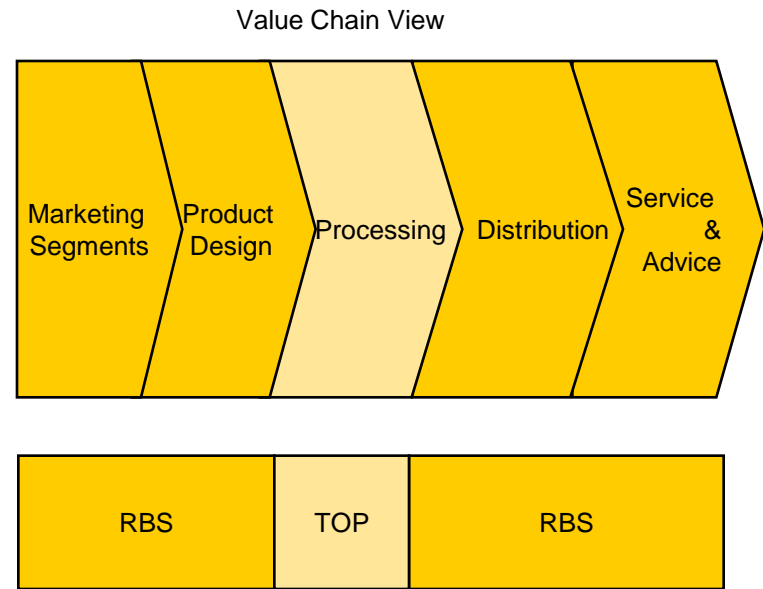 Value Chain View
Marketing
Segments
Product
Design
Processing
Distribution
Service
&
Advice
RBS
TOP
RBS